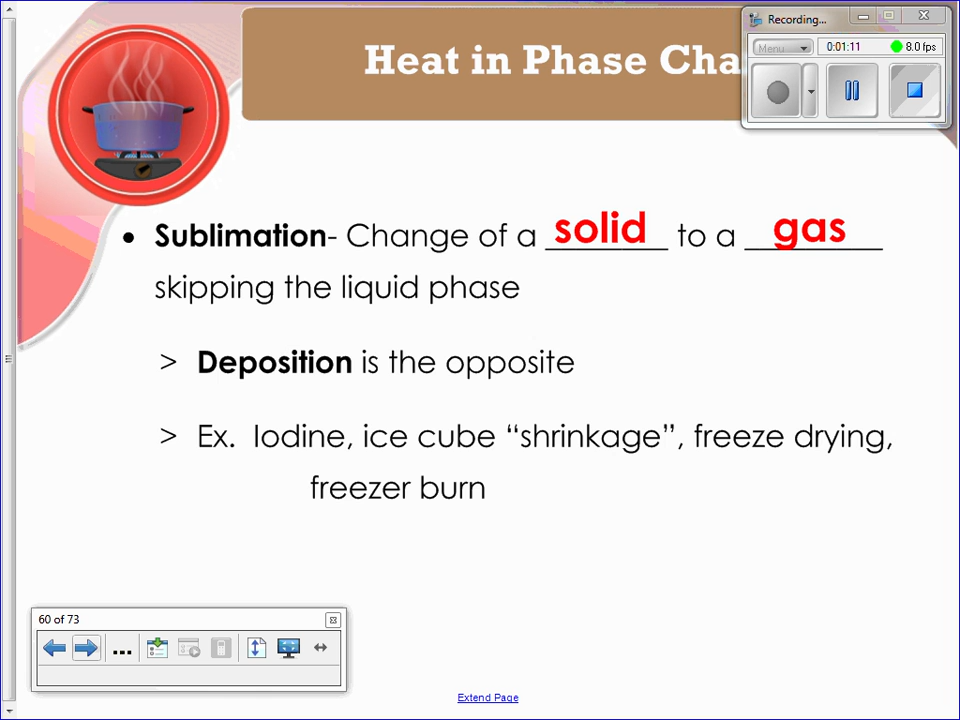 Heat in Phase Cha
Recording...
Menu
0:01:11
8.0 fps
• Sublimation- Change of a ________ to a _________
solid
gas
skipping the liquid phase
> Deposition is the opposite
> Ex. Iodine, ice cube “shrinkage”, freeze drying,
freezer burn
60 of 73
Extend Page